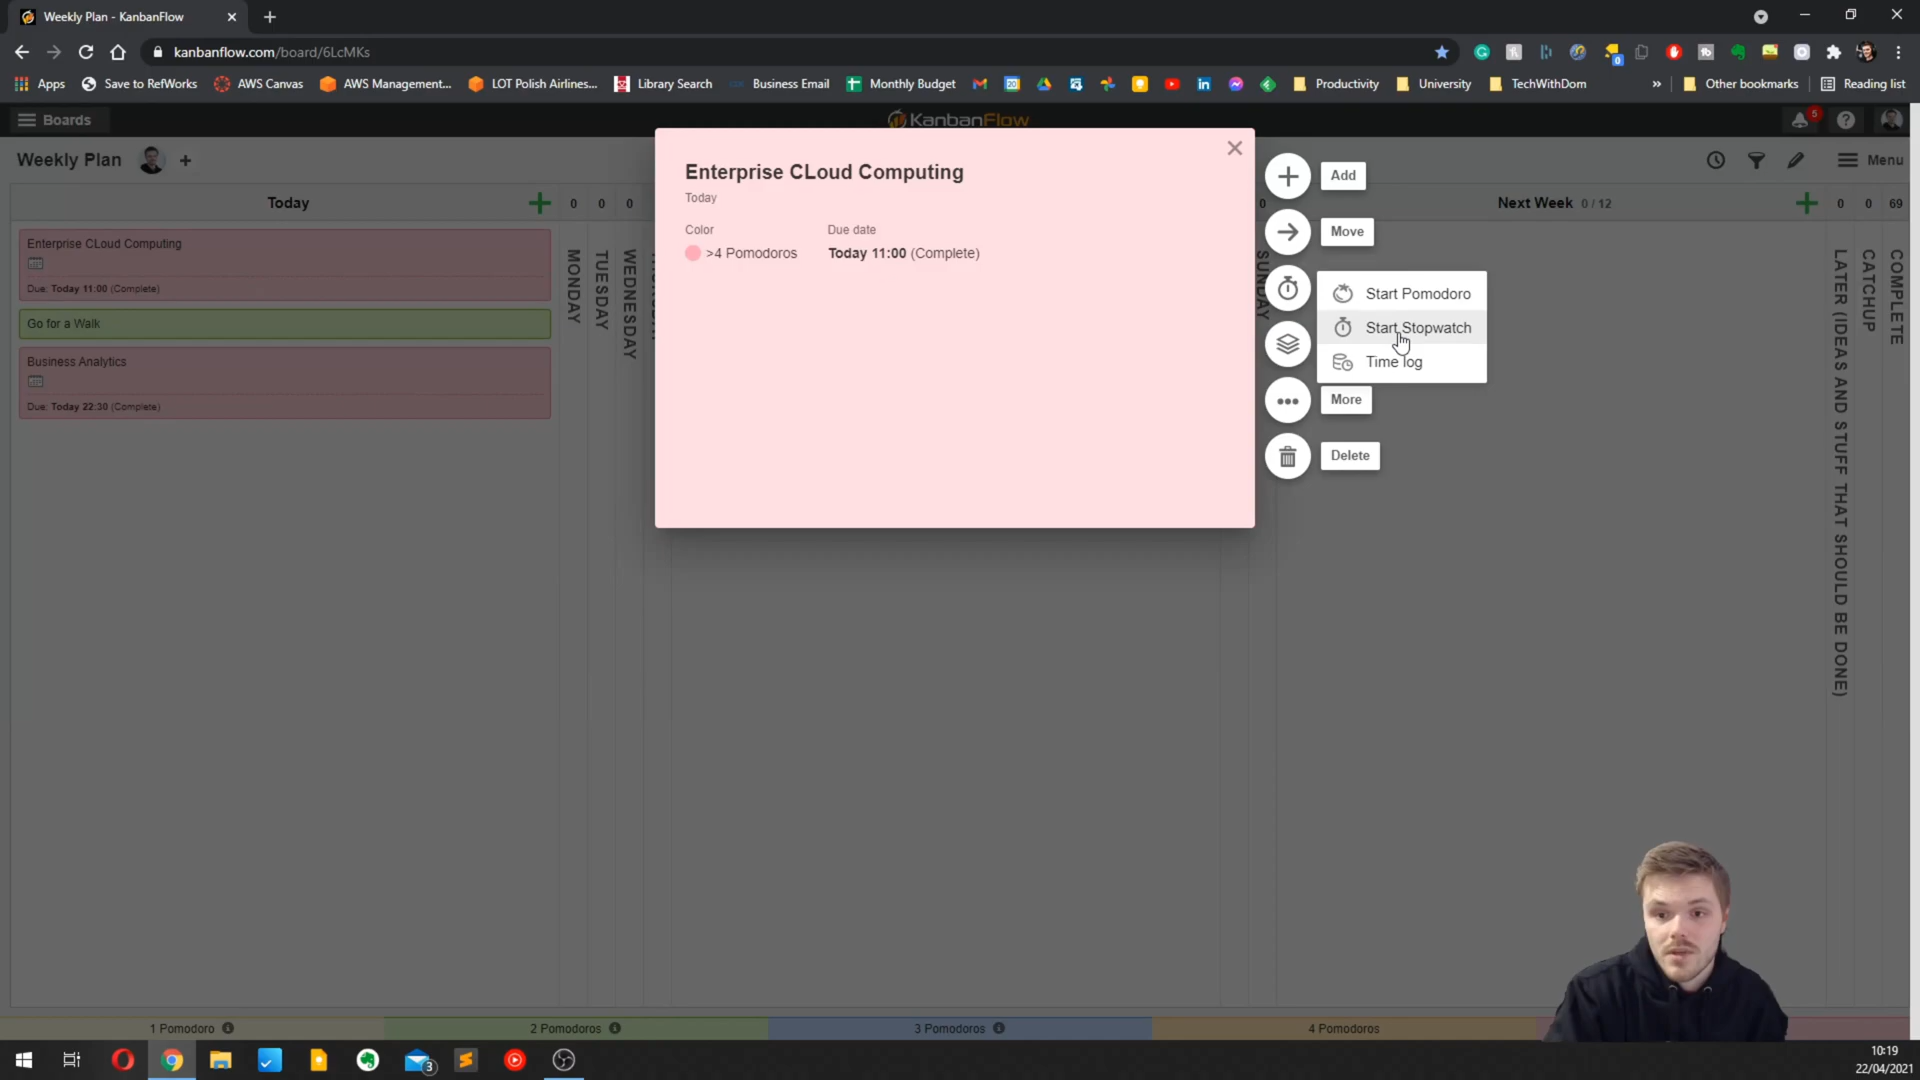 Weekly Plan - KanbanFlow
kanbanflow.com/board/6LcMKs
0
Apps
Save to RefWorks
AWS Canvas
AWS Management...
LOT Polish Airlines...
Library Search
Business Email
Monthly Budget
Productivity
University
TechWithDom
»
Other bookmarks
Reading list
Boards
KanbanFlow
5
Weekly Plan
Menu
Today
0
0
0
0
Next Week 0 / 12
0
0
69
Enterprise CLoud Computing
Due: Today 11:00 (Complete)
Go for a Walk
Business Analytics
Due: Today 22:30 (Complete)
MONDAY
TUESDAY
WEDNESDAY
Enterprise CLoud Computing
Today
Color
Due date
>4 Pomodoros
Today 11:00 (Complete)
Add
Move
Start Pomodoro
Start Stopwatch
Time log
More
Delete
SUNDAY
LATER (IDEAS AND STUFF THAT SHOULD BE DONE)
CATCHUP
COMPLETE
1 Pomodoro
2 Pomodoros
3 Pomodoros
4 Pomodoros
3
10:19
22/04/2021